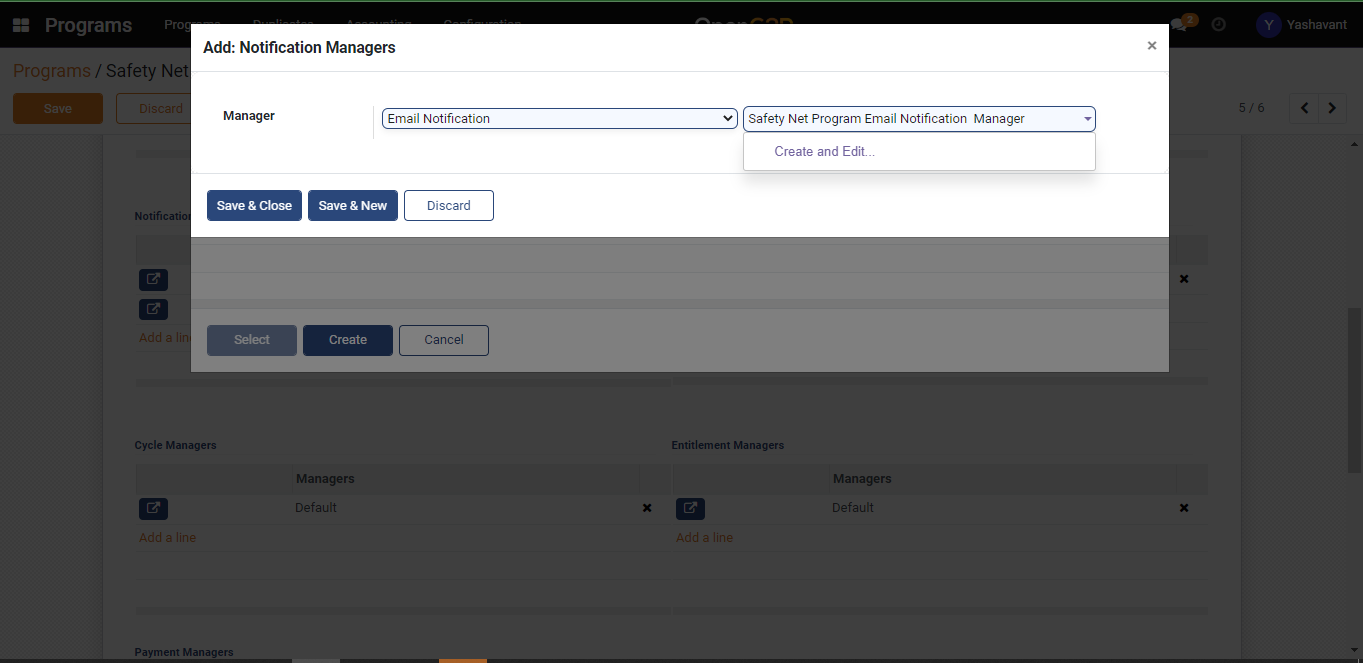 Programs
Programs Duplicates Accounting Configuration
OpenG2P
2
Y Yashavant
Programs / Safety Net
Save Discard
5 / 6
Add: Notification Managers ×
Manager
Email Notification
Safety Net Program Email Notification  Manager
Create and Edit...
Save & Close Save & New Discard
Notification
Add a line
Select Create Cancel
Cycle Managers Entitlement Managers
Managers Managers
Default Default
Add a line Add a line
Payment Managers